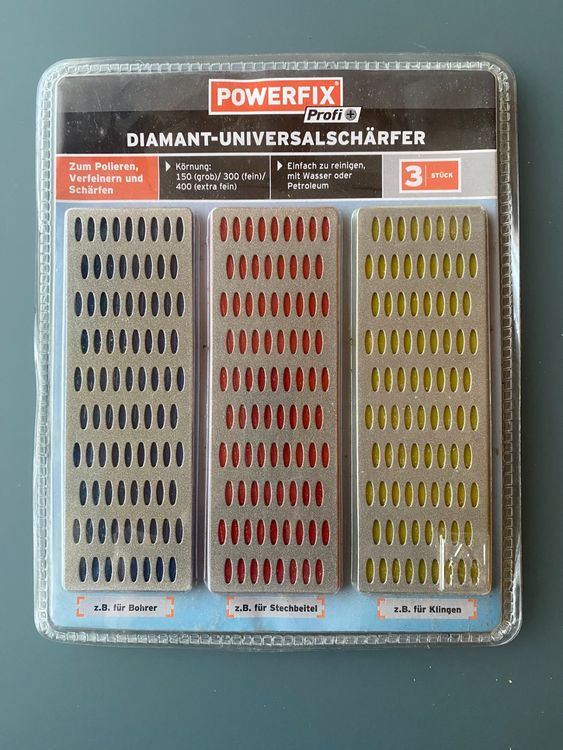 POWERFIX
Profi
DIAMANT-UNIVERSALSCHÄRFER
Zum Polieren,
Verfeinern und
Schärfen
Körnung:
150 (grob)/ 300 (fein)/
400 (extra fein)
Einfach zu reinigen,
mit Wasser oder
Petroleum
3 STÜCK
z.B. für Bohrer
z.B. für Stechbeitel
z.B. für Klingen